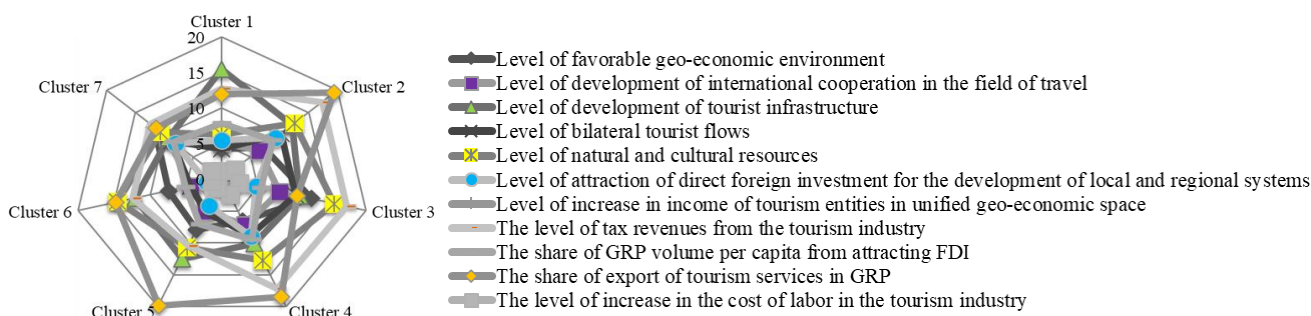 Cluster 1
20
15
10
5
0
Cluster 2
Cluster 3
Cluster 4
Cluster 5
Cluster 6
Cluster 7
Level of favorable geo-economic environment
Level of development of international cooperation in the field of travel
Level of development of tourist infrastructure
Level of bilateral tourist flows
Level of natural and cultural resources
Level of attraction of direct foreign investment for the development of local and regional systems
Level of increase in income of tourism entities in unified geo-economic space
The level of tax revenues from the tourism industry
The share of GRP volume per capita from attracting FDI
The share of export of tourism services in GRP
The level of increase in the cost of labor in the tourism industry